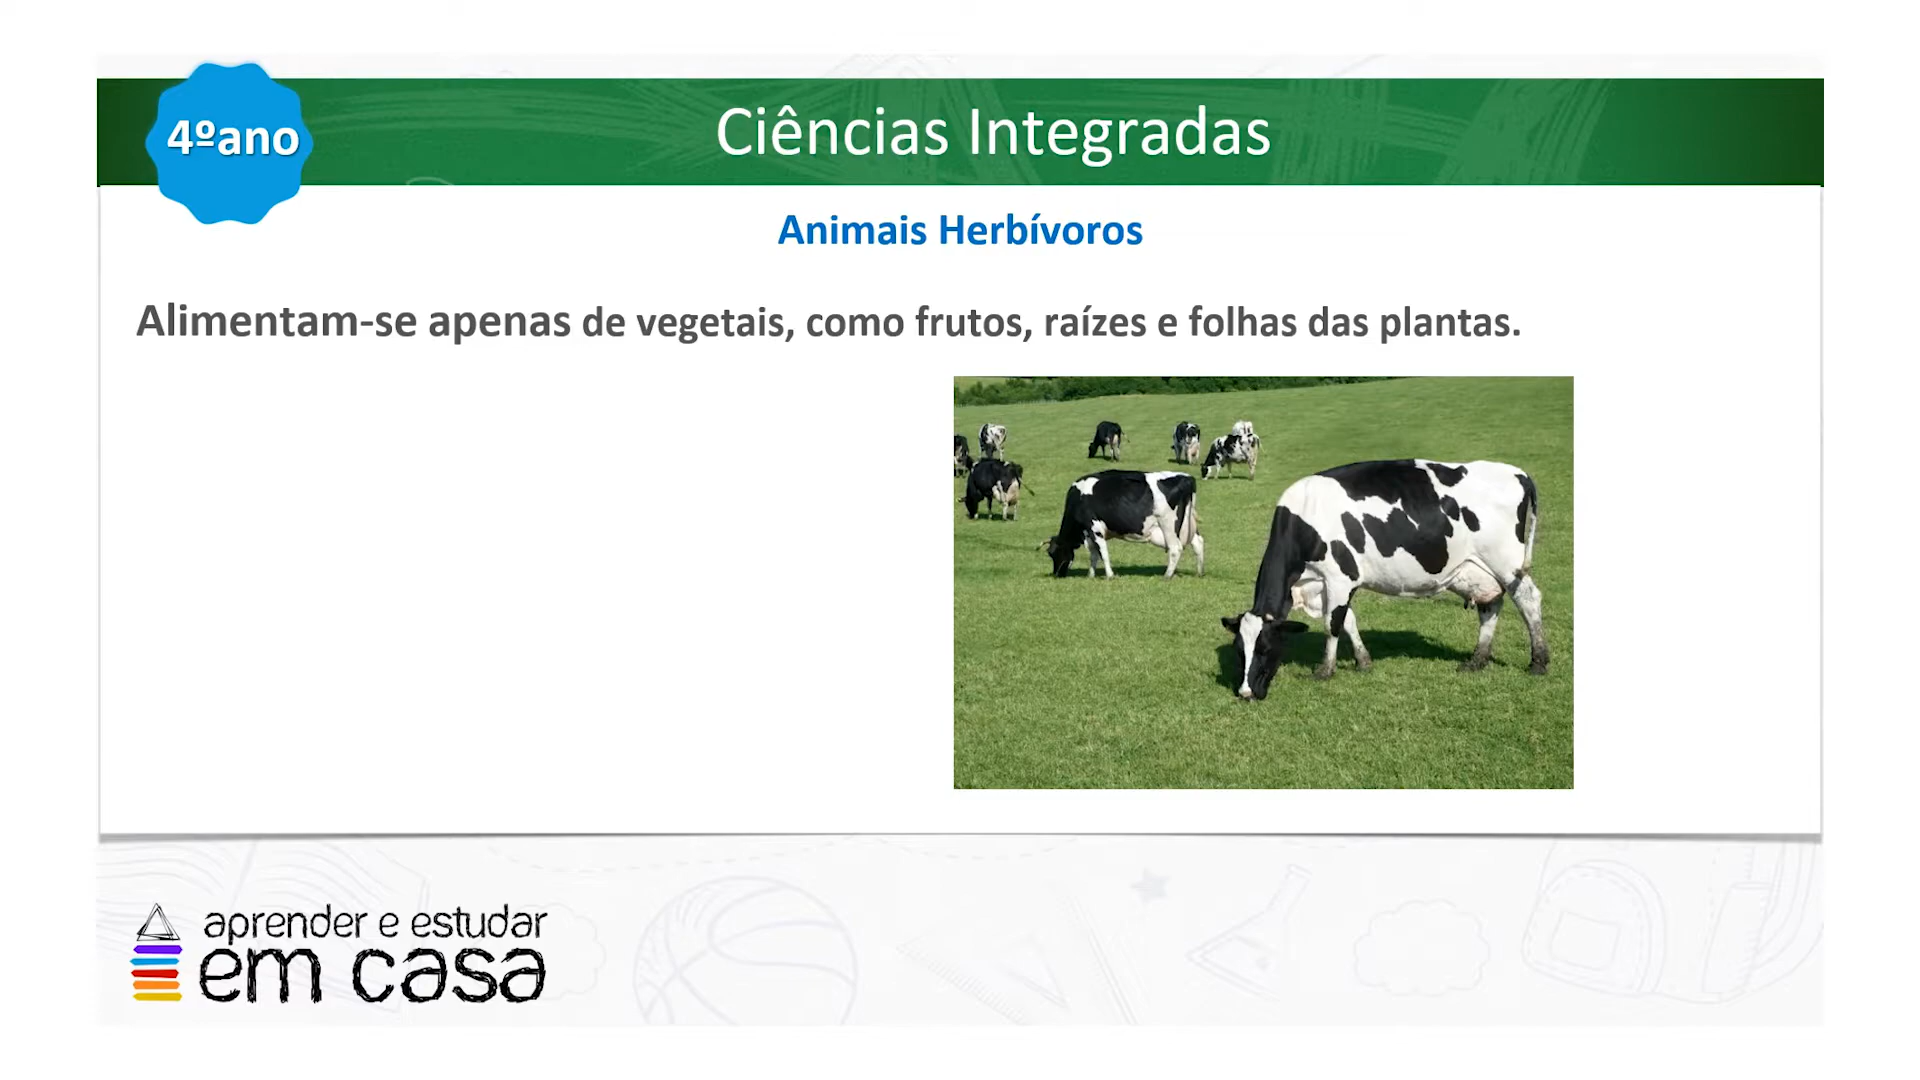 4ºano
Ciências Integradas
Animais Herbívoros
Alimentam-se apenas de vegetais, como frutos, raízes e folhas das plantas.
aprender e estudar
em casa